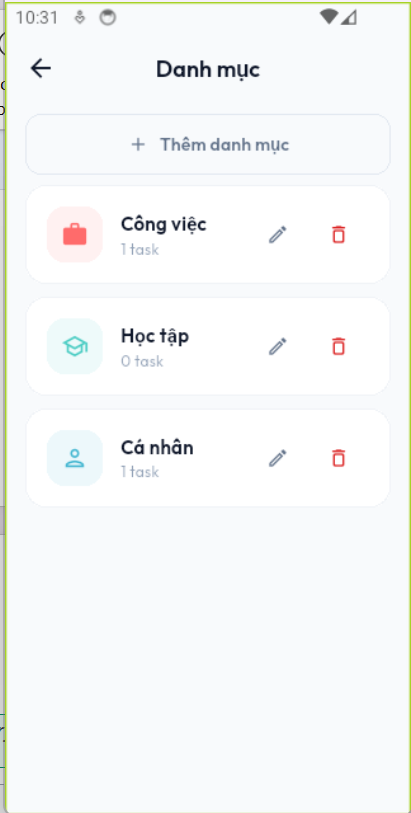 10:31
Danh mục
+ Thêm danh mục
Công việc
1 task
Học tập
0 task
Cá nhân
1 task